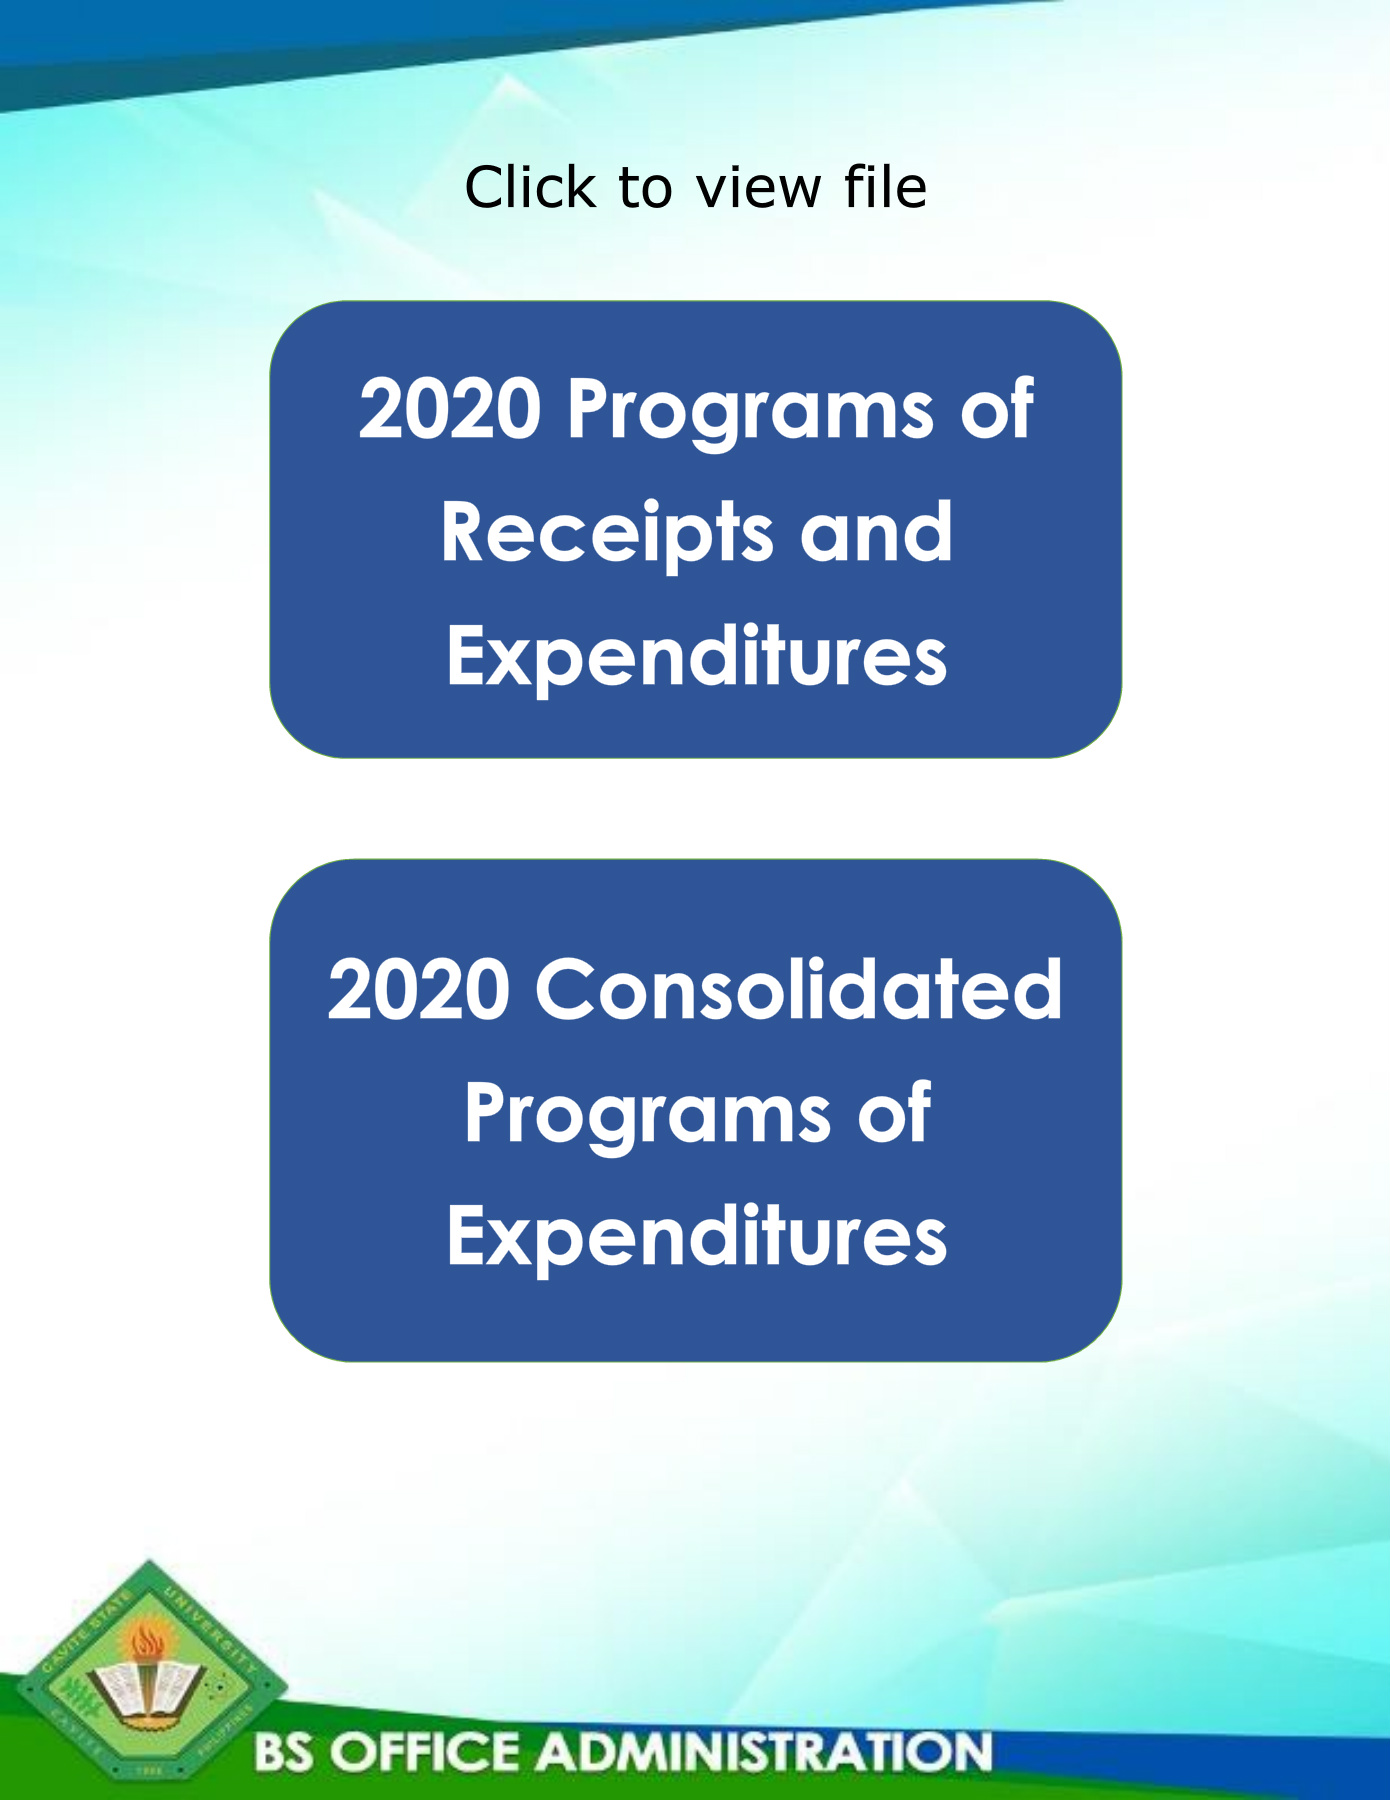 Click to view file
2020 Programs of
Receipts and
Expenditures
2020 Consolidated
Programs of
Expenditures
CAVITE STATE
UNIVERSITY
CAVITE
PHILIPPINES
BS OFFICE ADMINISTRATION